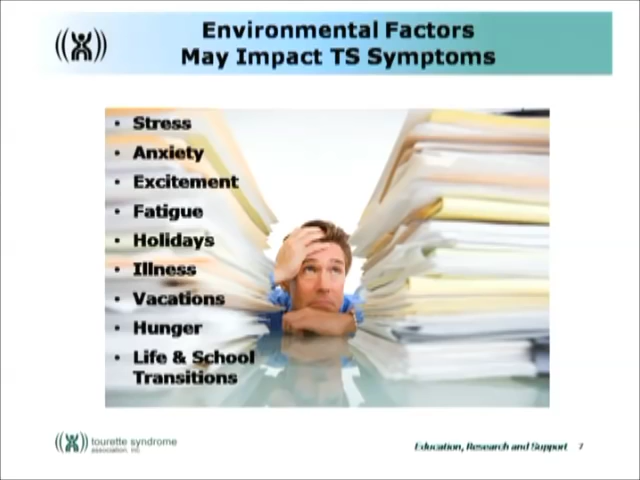 Environmental Factors
May Impact TS Symptoms
• Stress
• Anxiety
• Excitement
• Fatigue
• Holidays
• Illness
• Vacations
• Hunger
• Life & School
Transitions
tourette syndrome
association, inc.
Education, Research and Support 7